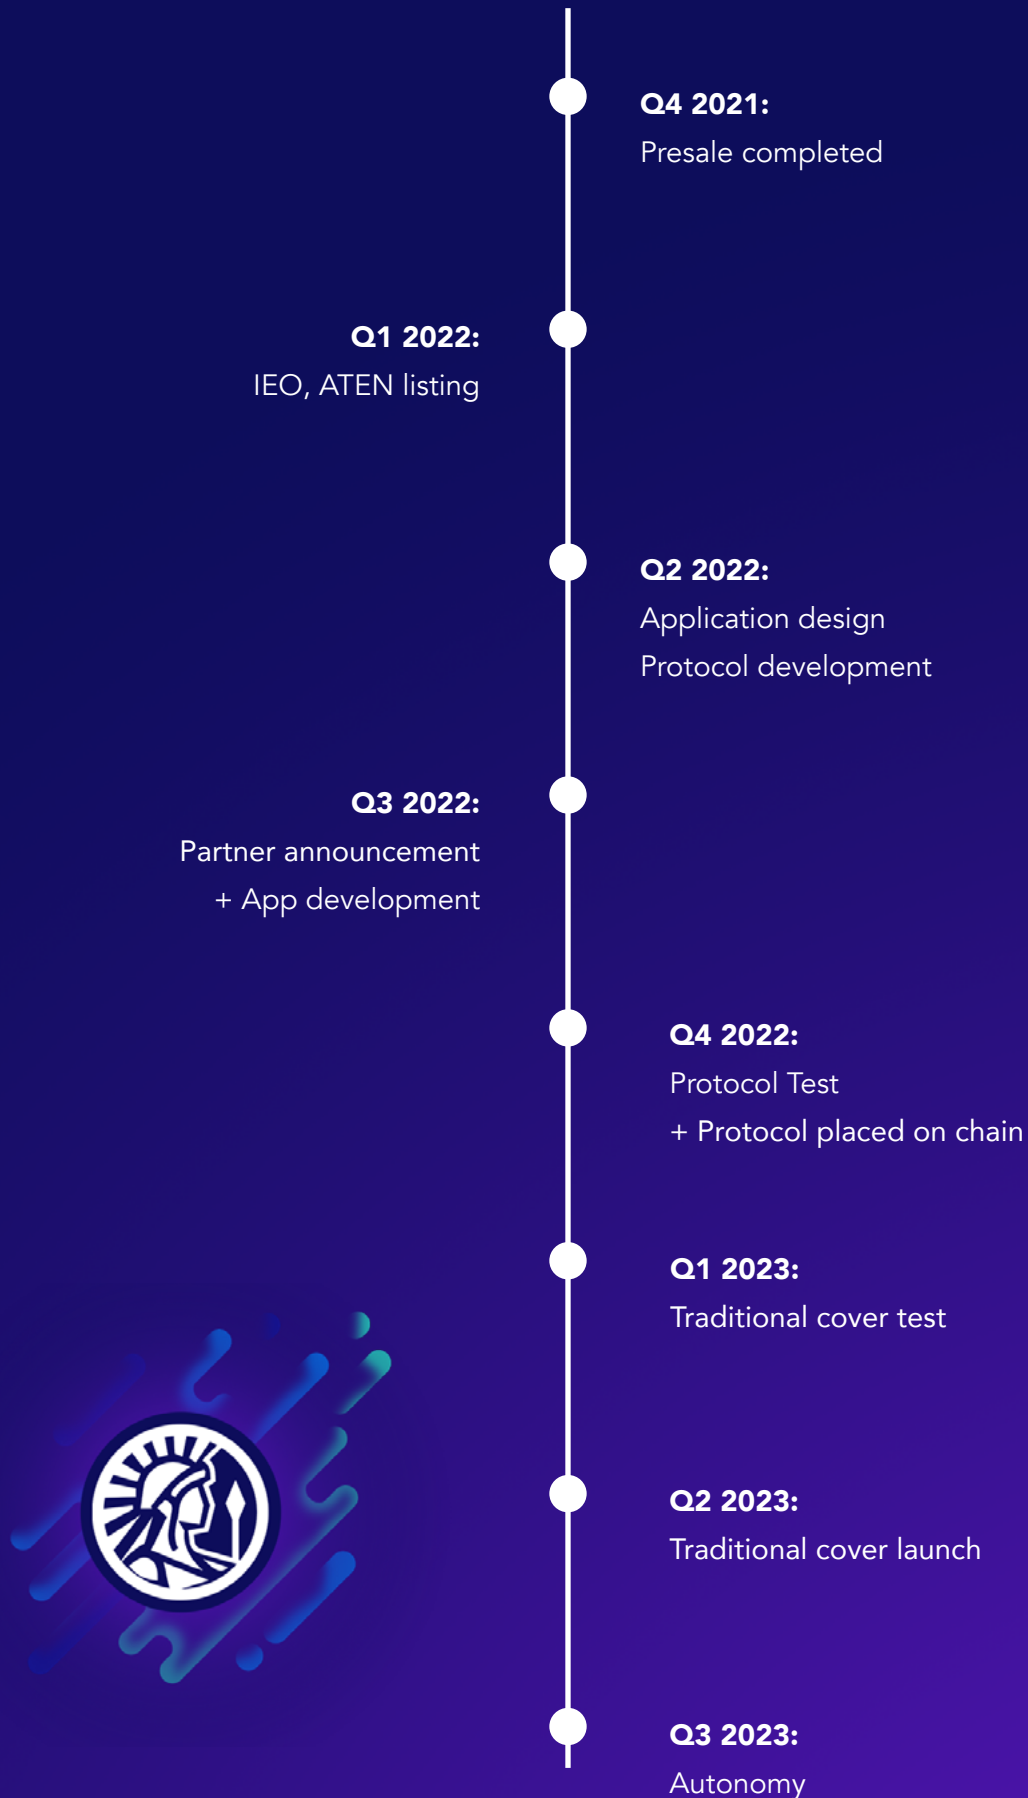 Q4 2021:
Presale completed
Q1 2022:
IEO, ATEN listing
Q2 2022:
Application design
Protocol development
Q3 2022:
Partner announcement
+ App development
Q4 2022:
Protocol Test
+ Protocol placed on chain
Q1 2023:
Traditional cover test
Q2 2023:
Traditional cover launch
Q3 2023:
Autonomy